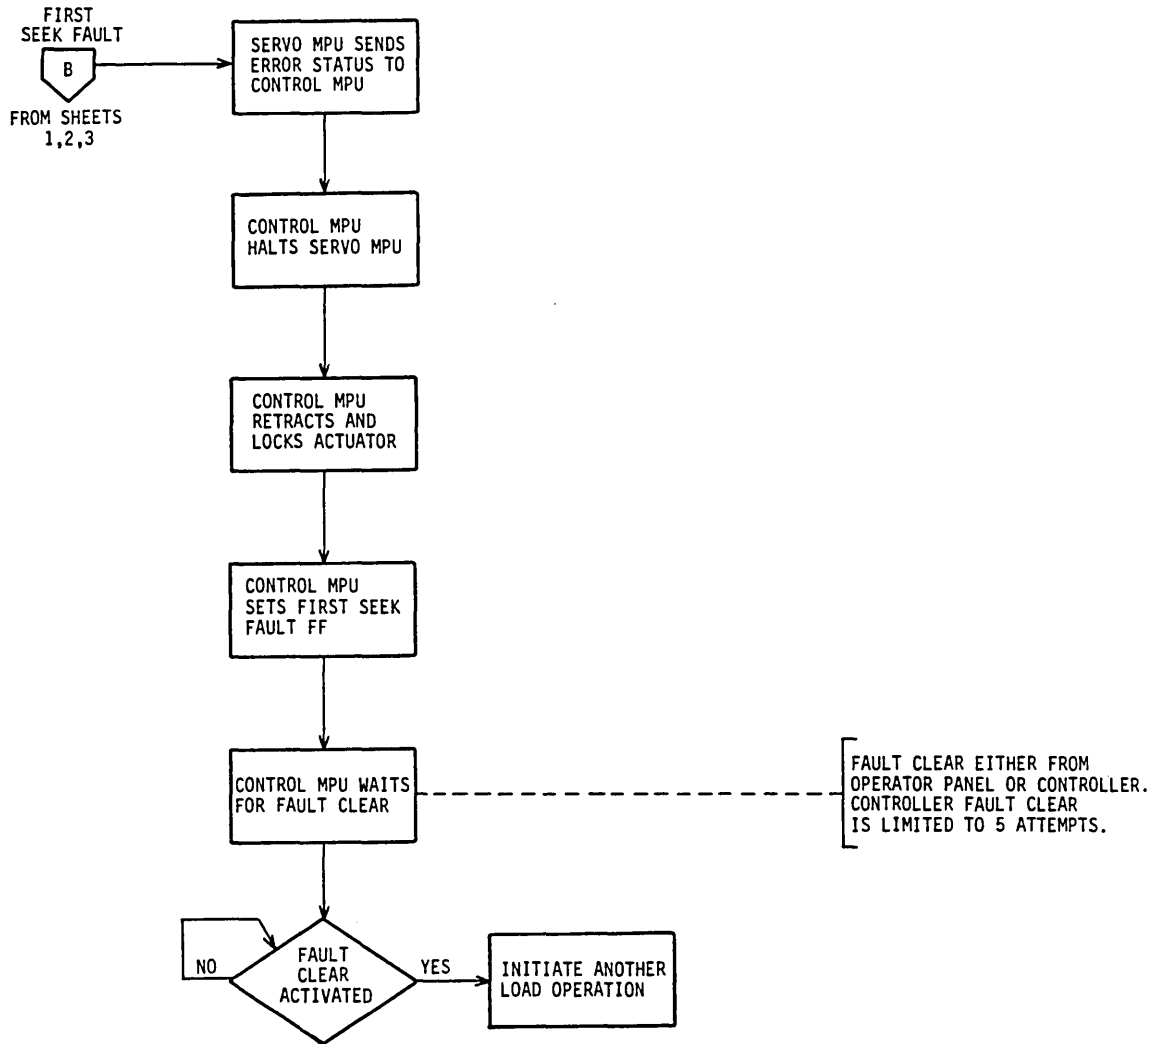 FIRST
SEEK FAULT
B
FROM SHEETS
1,2,3
SERVO MPU SENDS
ERROR STATUS TO
CONTROL MPU
CONTROL MPU
HALTS SERVO MPU
CONTROL MPU
RETRACTS AND
LOCKS ACTUATOR
CONTROL MPU
SETS FIRST SEEK
FAULT FF
CONTROL MPU WAITS
FOR FAULT CLEAR
FAULT CLEAR EITHER FROM
OPERATOR PANEL OR CONTROLLER.
CONTROLLER FAULT CLEAR
IS LIMITED TO 5 ATTEMPTS.
NO
FAULT
CLEAR
ACTIVATED
YES
INITIATE ANOTHER
LOAD OPERATION